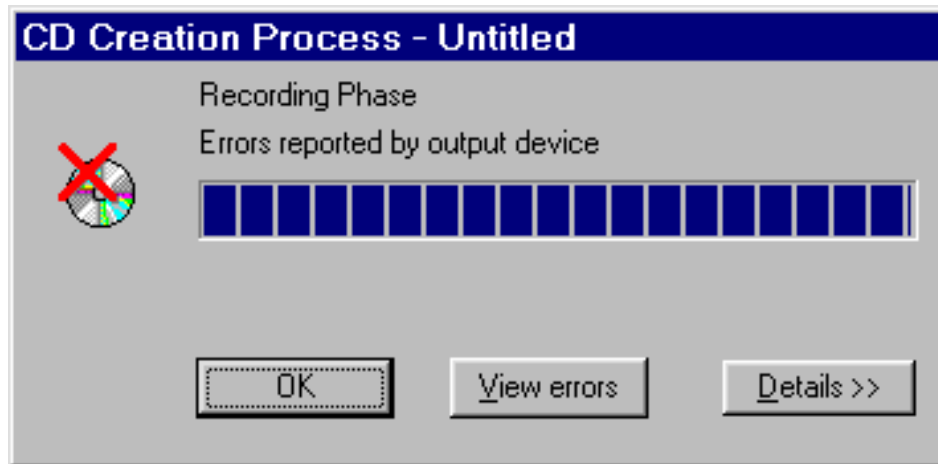 CD Creation Process - Untitled
Recording Phase
Errors reported by output device
OK View errors Details >>